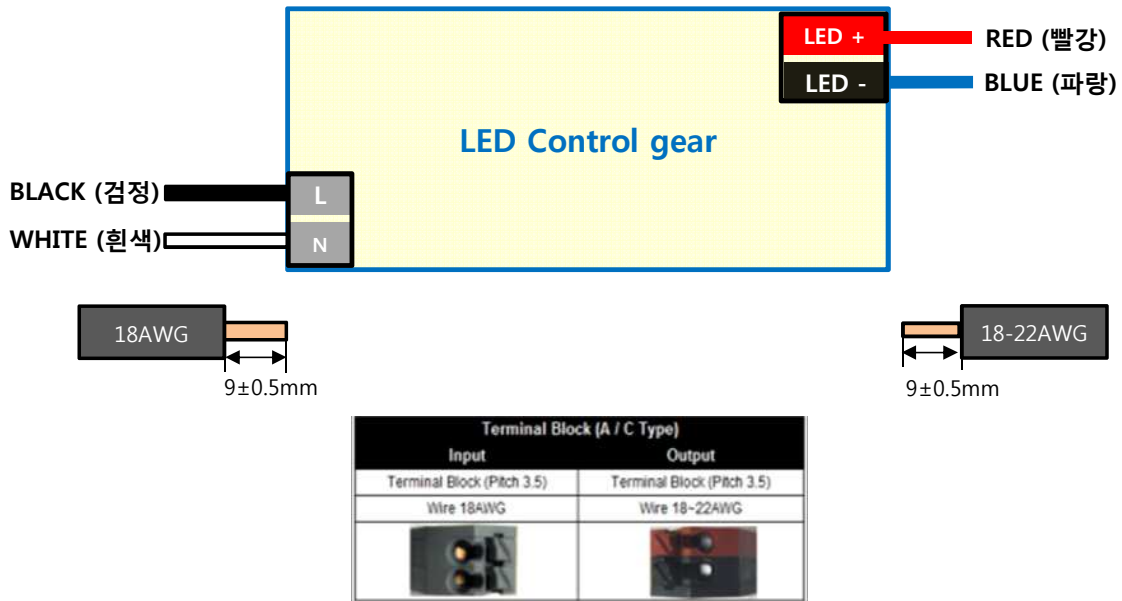 LED +
RED (빨강)
LED -
BLUE (파랑)
LED Control gear
BLACK (검정)
L
WHITE (흰색)
N
18AWG
18-22AWG
9±0.5mm
9±0.5mm
Terminal Block (A / C Type)
Input
Output
Terminal Block (Pitch 3.5)
Terminal Block (Pitch 3.5)
Wire 18AWG
Wire 18~22AWG